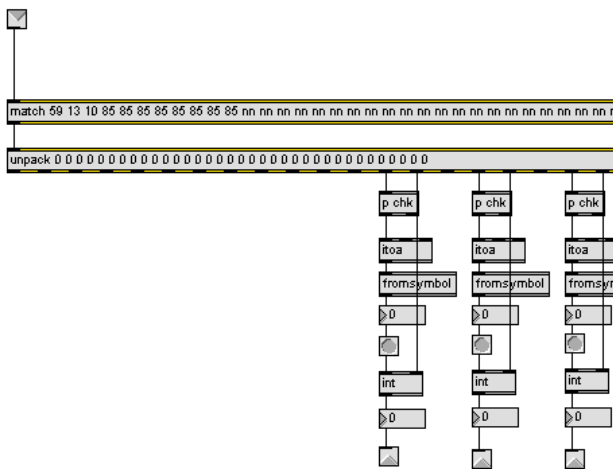 match 59 13 10 85 85 85 85 85 85 85 85 nn nn nn nn nn nn nn nn nn nn nn nn nn nn nn nn nn nn nn nn nn
unpack 0 0 0 0 0 0 0 0 0 0 0 0 0 0 0 0 0 0 0 0 0 0 0 0 0 0 0 0 0 0 0 0 0 0 0
p chk p chk p chk
itoa itoa itoa
fromsymbol fromsymbol fromsy
0 0 0
int int int
0 0 0